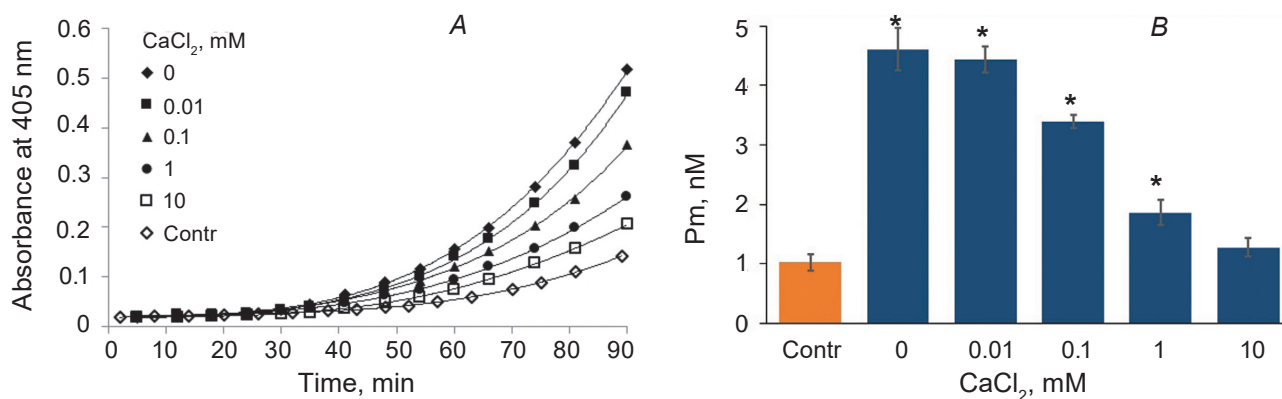 A
Absorbance at 405 nm
0.6
0.5
0.4
0.3
0.2
0.1
0
CaCl₂, mM
0
0.01
0.1
1
10
Contr
0 10 20 30 40 50 60 70 80 90
Time, min
B
Pm, nM
5
4
3
2
1
0
* * * *
Contr 0 0.01 0.1 1 10
CaCl₂, mM